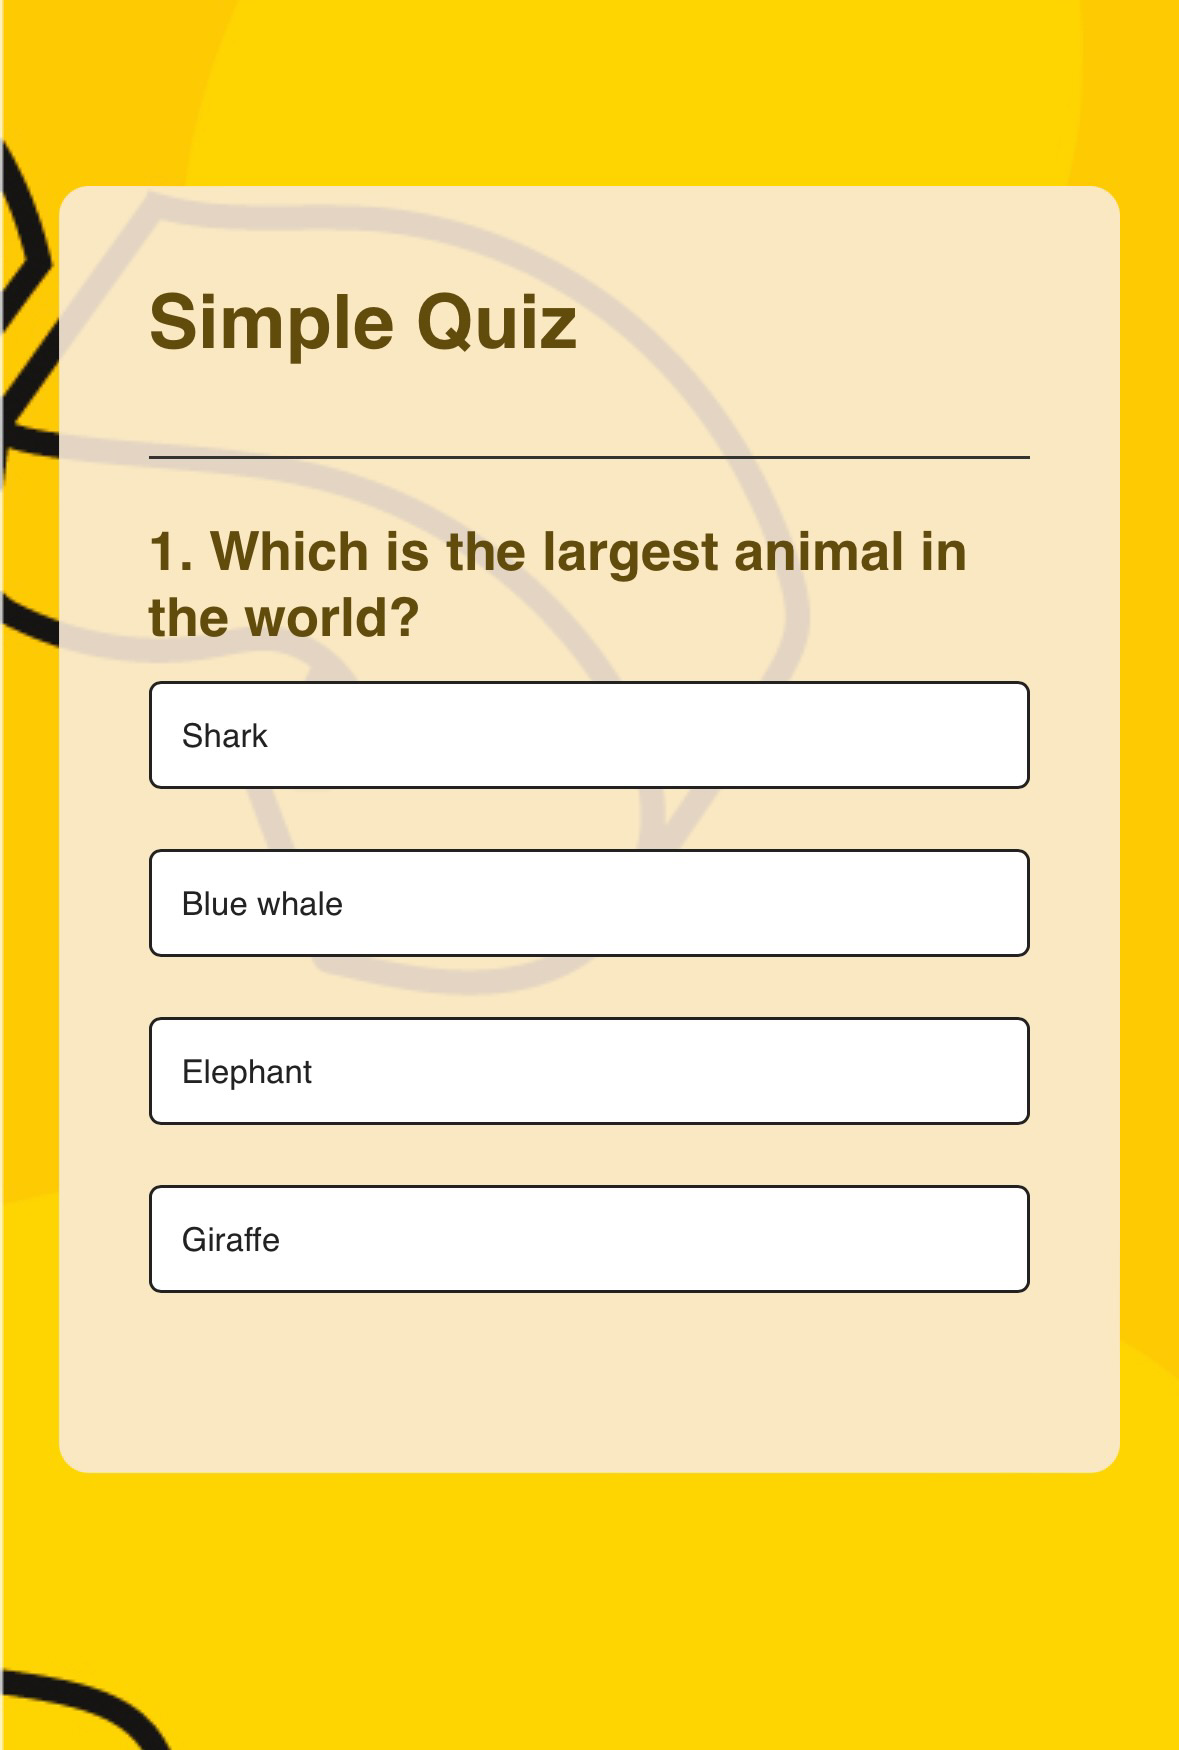 Simple Quiz
1. Which is the largest animal in
the world?
Shark
Blue whale
Elephant
Giraffe